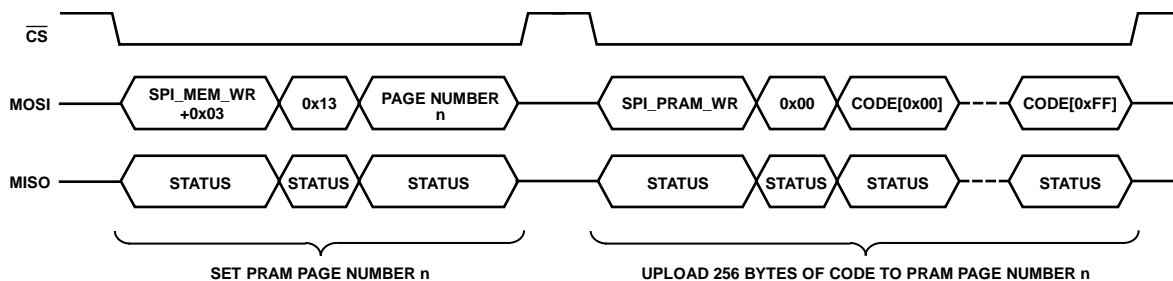 CS
MOSI
SPI_MEM_WR
+0x03
0x13
PAGE NUMBER
n
SPI_PRAM_WR
0x00
CODE[0x00]
CODE[0xFF]
MISO
STATUS
STATUS
STATUS
STATUS
STATUS
STATUS
STATUS
SET PRAM PAGE NUMBER n
UPLOAD 256 BYTES OF CODE TO PRAM PAGE NUMBER n